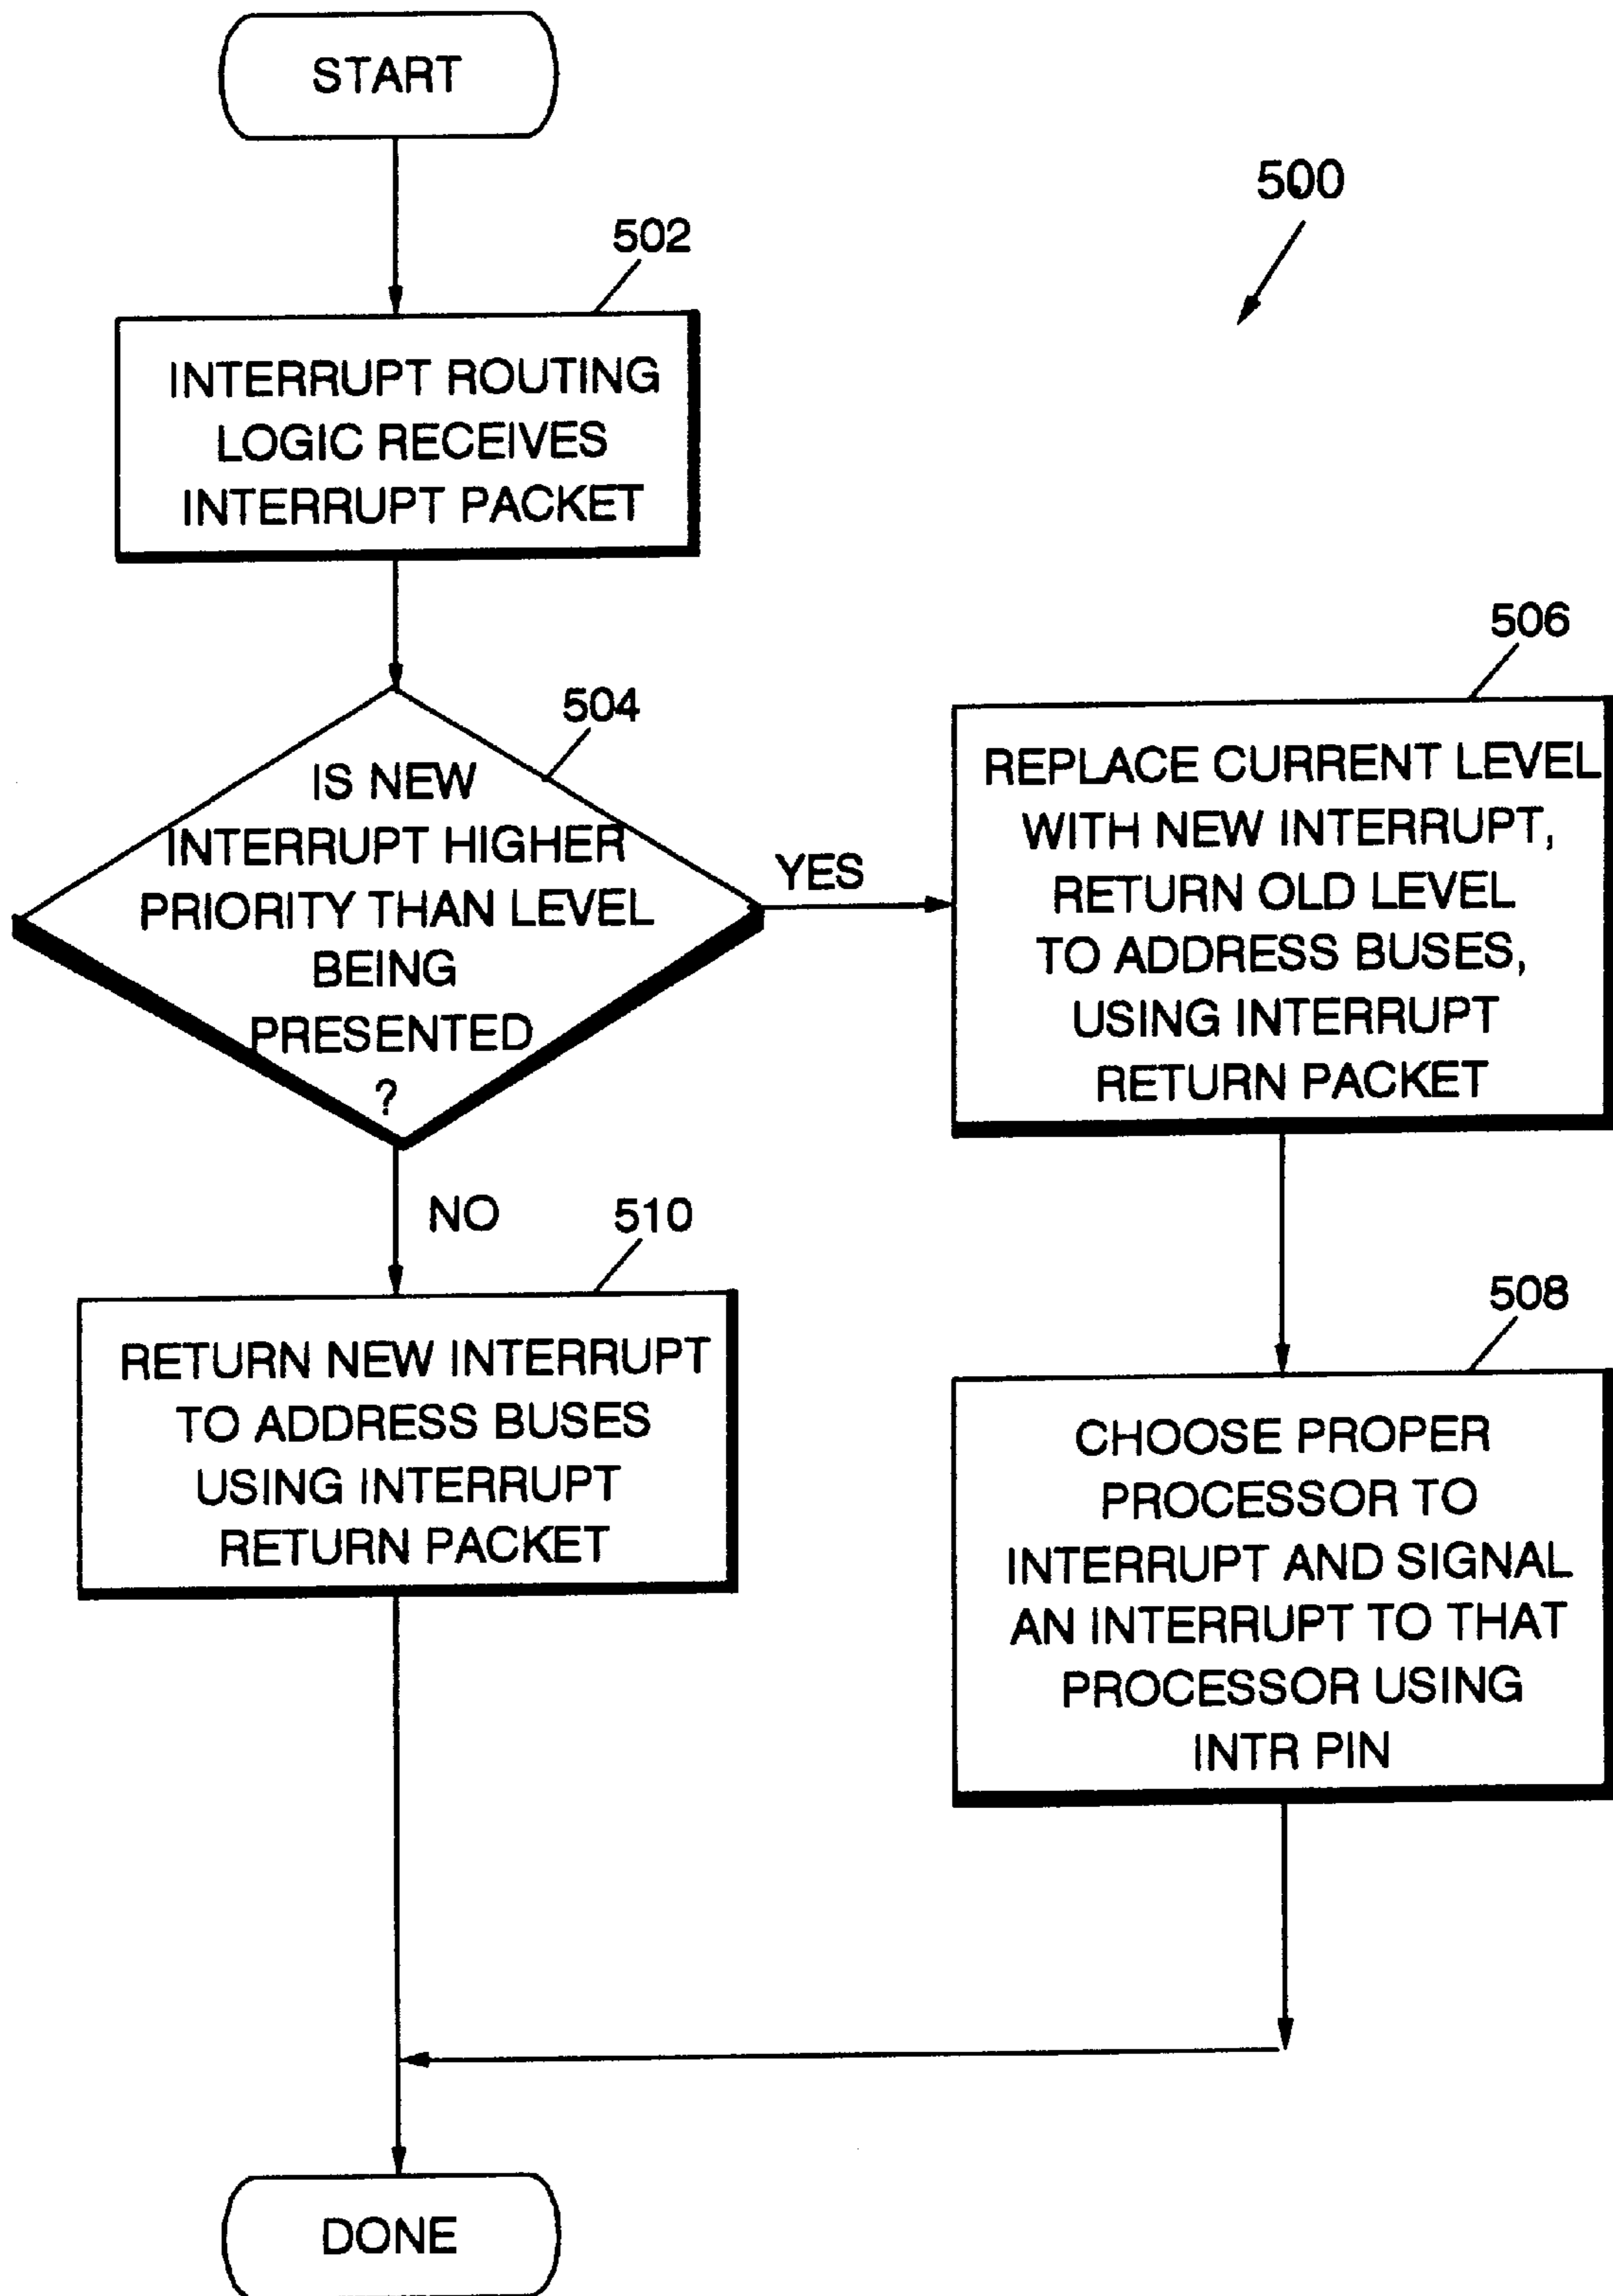 START
500
502
INTERRUPT ROUTING
LOGIC RECEIVES
INTERRUPT PACKET
504
IS NEW
INTERRUPT HIGHER
PRIORITY THAN LEVEL
BEING
PRESENTED
?
YES
506
REPLACE CURRENT LEVEL
WITH NEW INTERRUPT,
RETURN OLD LEVEL
TO ADDRESS BUSES,
USING INTERRUPT
RETURN PACKET
NO
510
RETURN NEW INTERRUPT
TO ADDRESS BUSES
USING INTERRUPT
RETURN PACKET
508
CHOOSE PROPER
PROCESSOR TO
INTERRUPT AND SIGNAL
AN INTERRUPT TO THAT
PROCESSOR USING
INTR PIN
DONE